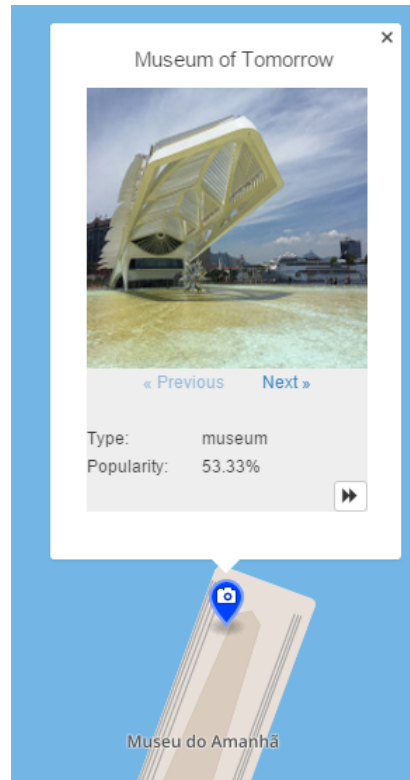 ×
Museum of Tomorrow
« Previous Next »
Type: museum
Popularity: 53.33%
Museu do Amanhã